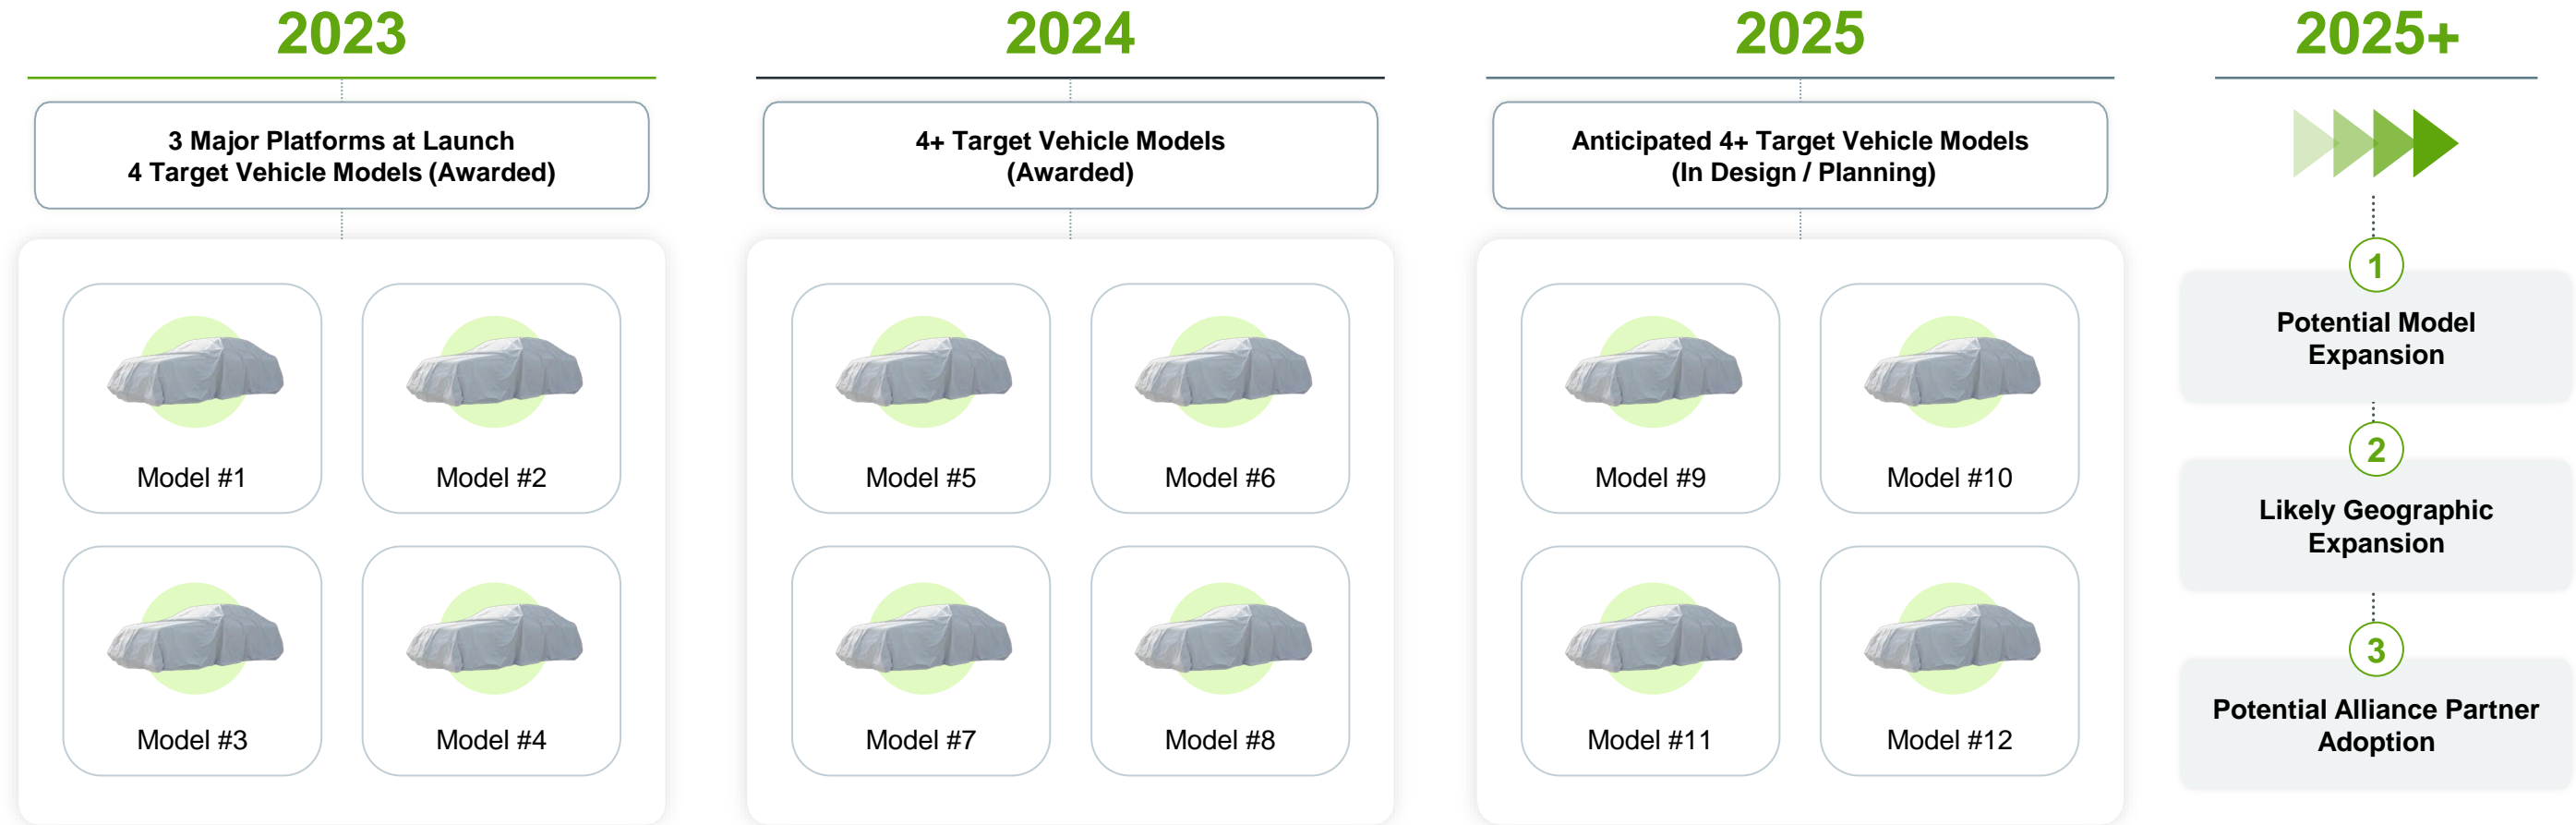 2023
3 Major Platforms at Launch
4 Target Vehicle Models (Awarded)
Model #1
Model #2
Model #3
Model #4
2024
4+ Target Vehicle Models
(Awarded)
Model #5
Model #6
Model #7
Model #8
2025
Anticipated 4+ Target Vehicle Models
(In Design / Planning)
Model #9
Model #10
Model #11
Model #12
2025+
1
Potential Model
Expansion
2
Likely Geographic
Expansion
3
Potential Alliance Partner
Adoption